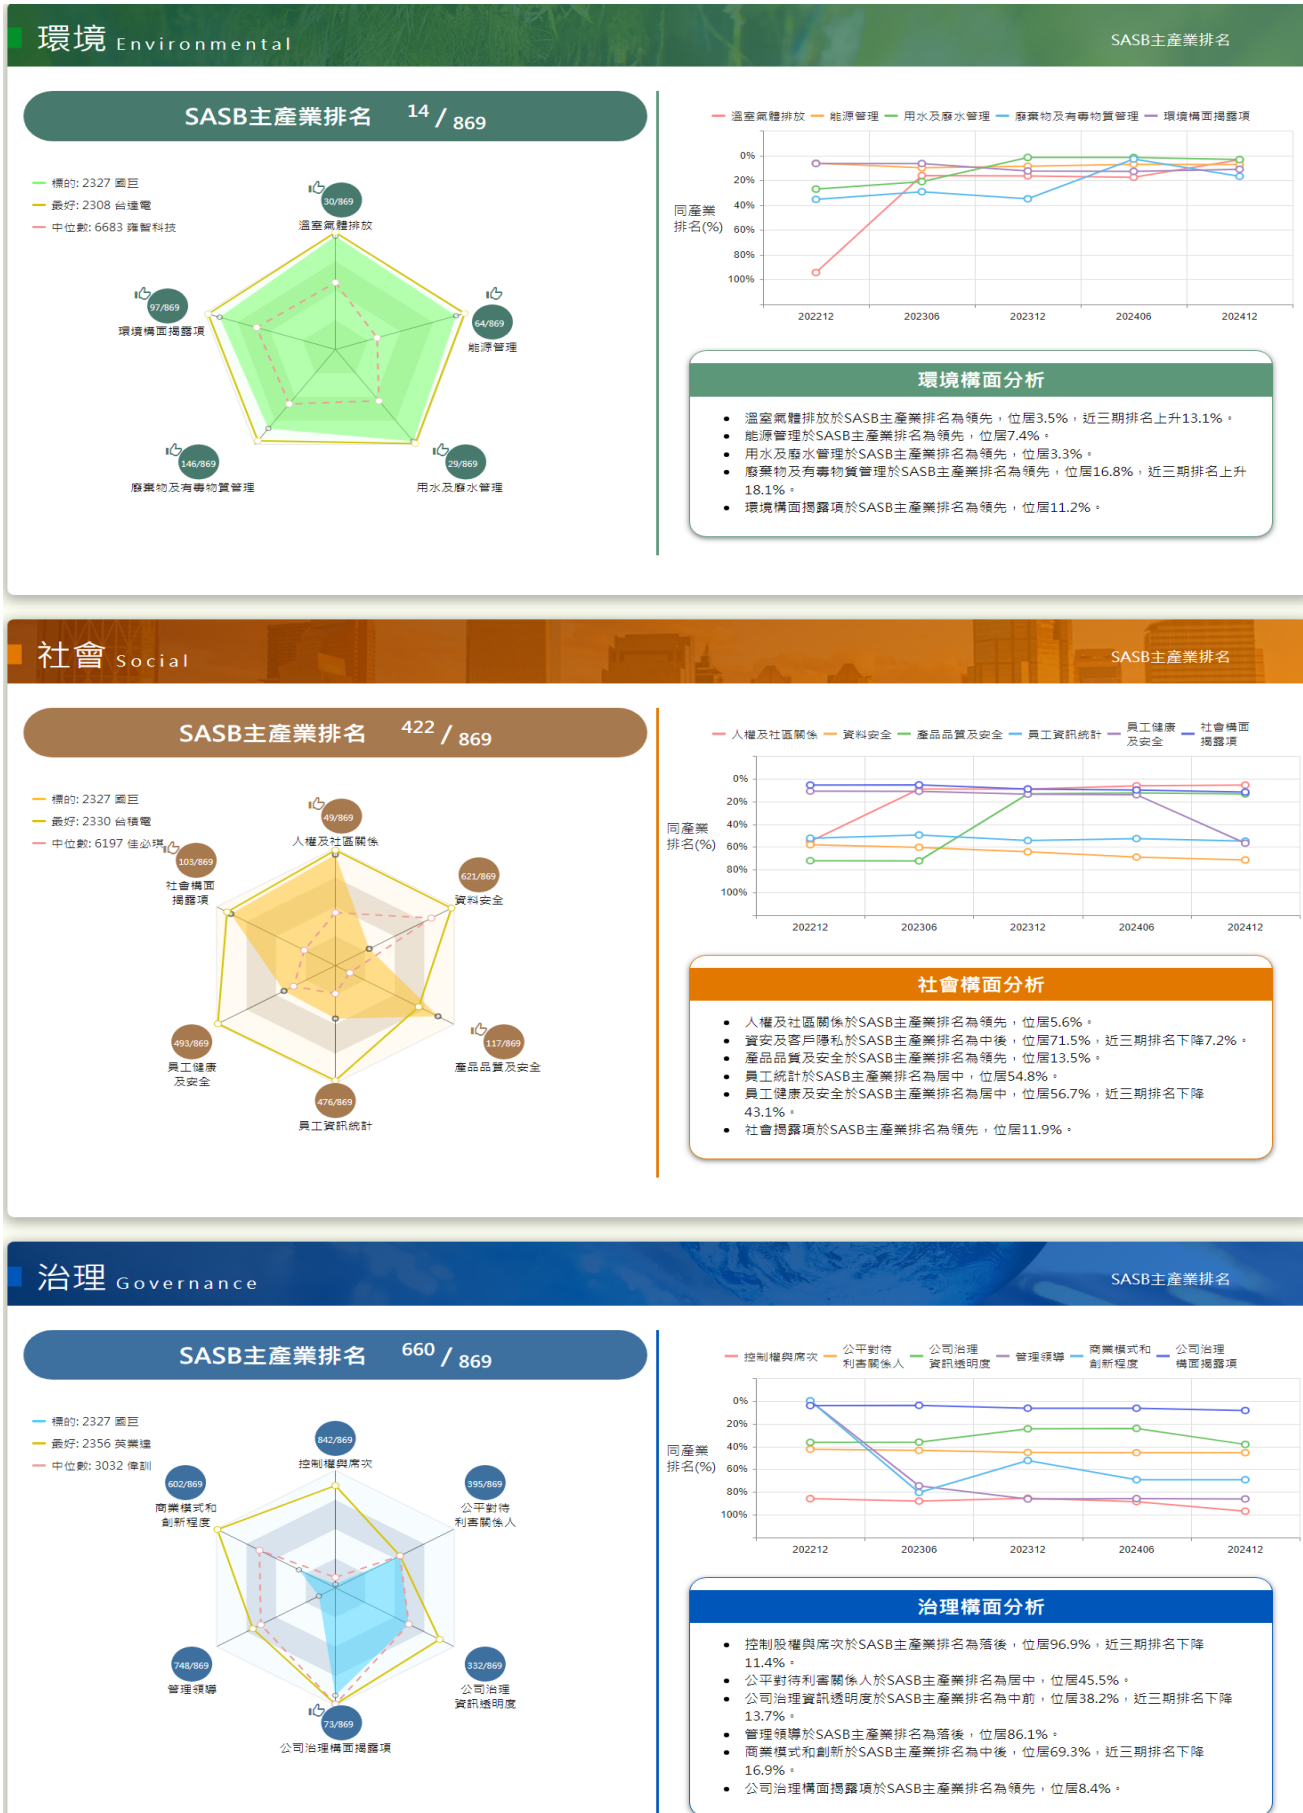 環境 Environmental
SASB主產業排名
SASB主產業排名 14 / 869
標的: 2327 國巨
最好: 2308 台達電
中位數: 6683 雍智科技
30/869
溫室氣體排放
97/869
環境構面揭露項
64/869
能源管理
146/869
廢棄物及有毒物質管理
29/869
用水及廢水管理
溫室氣體排放 能源管理 用水及廢水管理 廢棄物及有毒物質管理 環境構面揭露項
同產業
排名(%)
0%
20%
40%
60%
80%
100%
202212 202306 202312 202406 202412
環境構面分析
• 溫室氣體排放於SASB主產業排名為領先，位居3.5%，近三期排名上升13.1%。
• 能源管理於SASB主產業排名為領先，位居7.4%。
• 用水及廢水管理於SASB主產業排名為領先，位居3.3%。
• 廢棄物及有毒物質管理於SASB主產業排名為領先，位居16.8%，近三期排名上升
18.1%。
• 環境構面揭露項於SASB主產業排名為領先，位居11.2%。
社會 Social
SASB主產業排名
SASB主產業排名 422 / 869
標的: 2327 國巨
最好: 2330 台積電
中位數: 6197 佳必琪
49/869
人權及社區關係
103/869
社會構面
揭露項
621/869
資料安全
493/869
員工健康
及安全
117/869
產品品質及安全
476/869
員工資訊統計
人權及社區關係 資料安全 產品品質及安全 員工資訊統計 員工健康
及安全 社會構面
揭露項
同產業
排名(%)
0%
20%
40%
60%
80%
100%
202212 202306 202312 202406 202412
社會構面分析
• 人權及社區關係於SASB主產業排名為領先，位居5.6%。
• 資安及客戶隱私於SASB主產業排名為中後，位居71.5%，近三期排名下降7.2%。
• 產品品質及安全於SASB主產業排名為領先，位居13.5%。
• 員工統計於SASB主產業排名為居中，位居54.8%。
• 員工健康及安全於SASB主產業排名為居中，位居56.7%，近三期排名下降
43.1%。
• 社會揭露項於SASB主產業排名為領先，位居11.9%。
治理 Governance
SASB主產業排名
SASB主產業排名 660 / 869
標的: 2327 國巨
最好: 2356 英業達
中位數: 3032 偉訓
842/869
控制權與席次
602/869
商業模式和
創新程度
395/869
公平對待
利害關係人
748/869
管理領導
332/869
公司治理
資訊透明度
73/869
公司治理構面揭露項
控制權與席次 公平對待
利害關係人 公司治理
資訊透明度 管理領導 商業模式和
創新程度 公司治理
構面揭露項
同產業
排名(%)
0%
20%
40%
60%
80%
100%
202212 202306 202312 202406 202412
治理構面分析
• 控制股權與席次於SASB主產業排名為落後，位居96.9%，近三期排名下降
11.4%。
• 公平對待利害關係人於SASB主產業排名為居中，位居45.5%。
• 公司治理資訊透明度於SASB主產業排名為中前，位居38.2%，近三期排名下降
13.7%。
• 管理領導於SASB主產業排名為落後，位居86.1%。
• 商業模式和創新於SASB主產業排名為中後，位居69.3%，近三期排名下降
16.9%。
• 公司治理構面揭露項於SASB主產業排名為領先，位居8.4%。